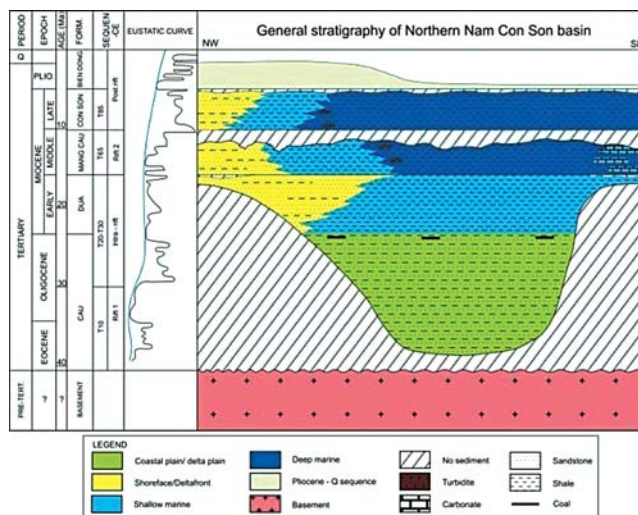 PERIOD
EPOCH
AGE (Ma)
FORM.
SEQUEN
-CE
EUSTATIC CURVE
General stratigraphy of Northern Nam Con Son basin
NW
SE
Q
PLIO.
BIEN DONG
Post rift
TERTIARY
MIOCENE
LATE
CON SON
T85
10
MIDDLE
MANG CAU
T65
Rift 2
EARLY
DUA
20
T20-T30
Intra - rift
OLIGOCENE
30
CAU
T10
Rift 1
EOCENE
40
PRE-TERT.
?
?
BASEMENT
LEGEND
Coastal plain/ delta plain
Deep marine
No sediment
Sandstone
Shoreface/Deltafront
Pliocene - Q sequence
Turbidite
Shale
Shallow marine
Basement
Carbonate
Coal